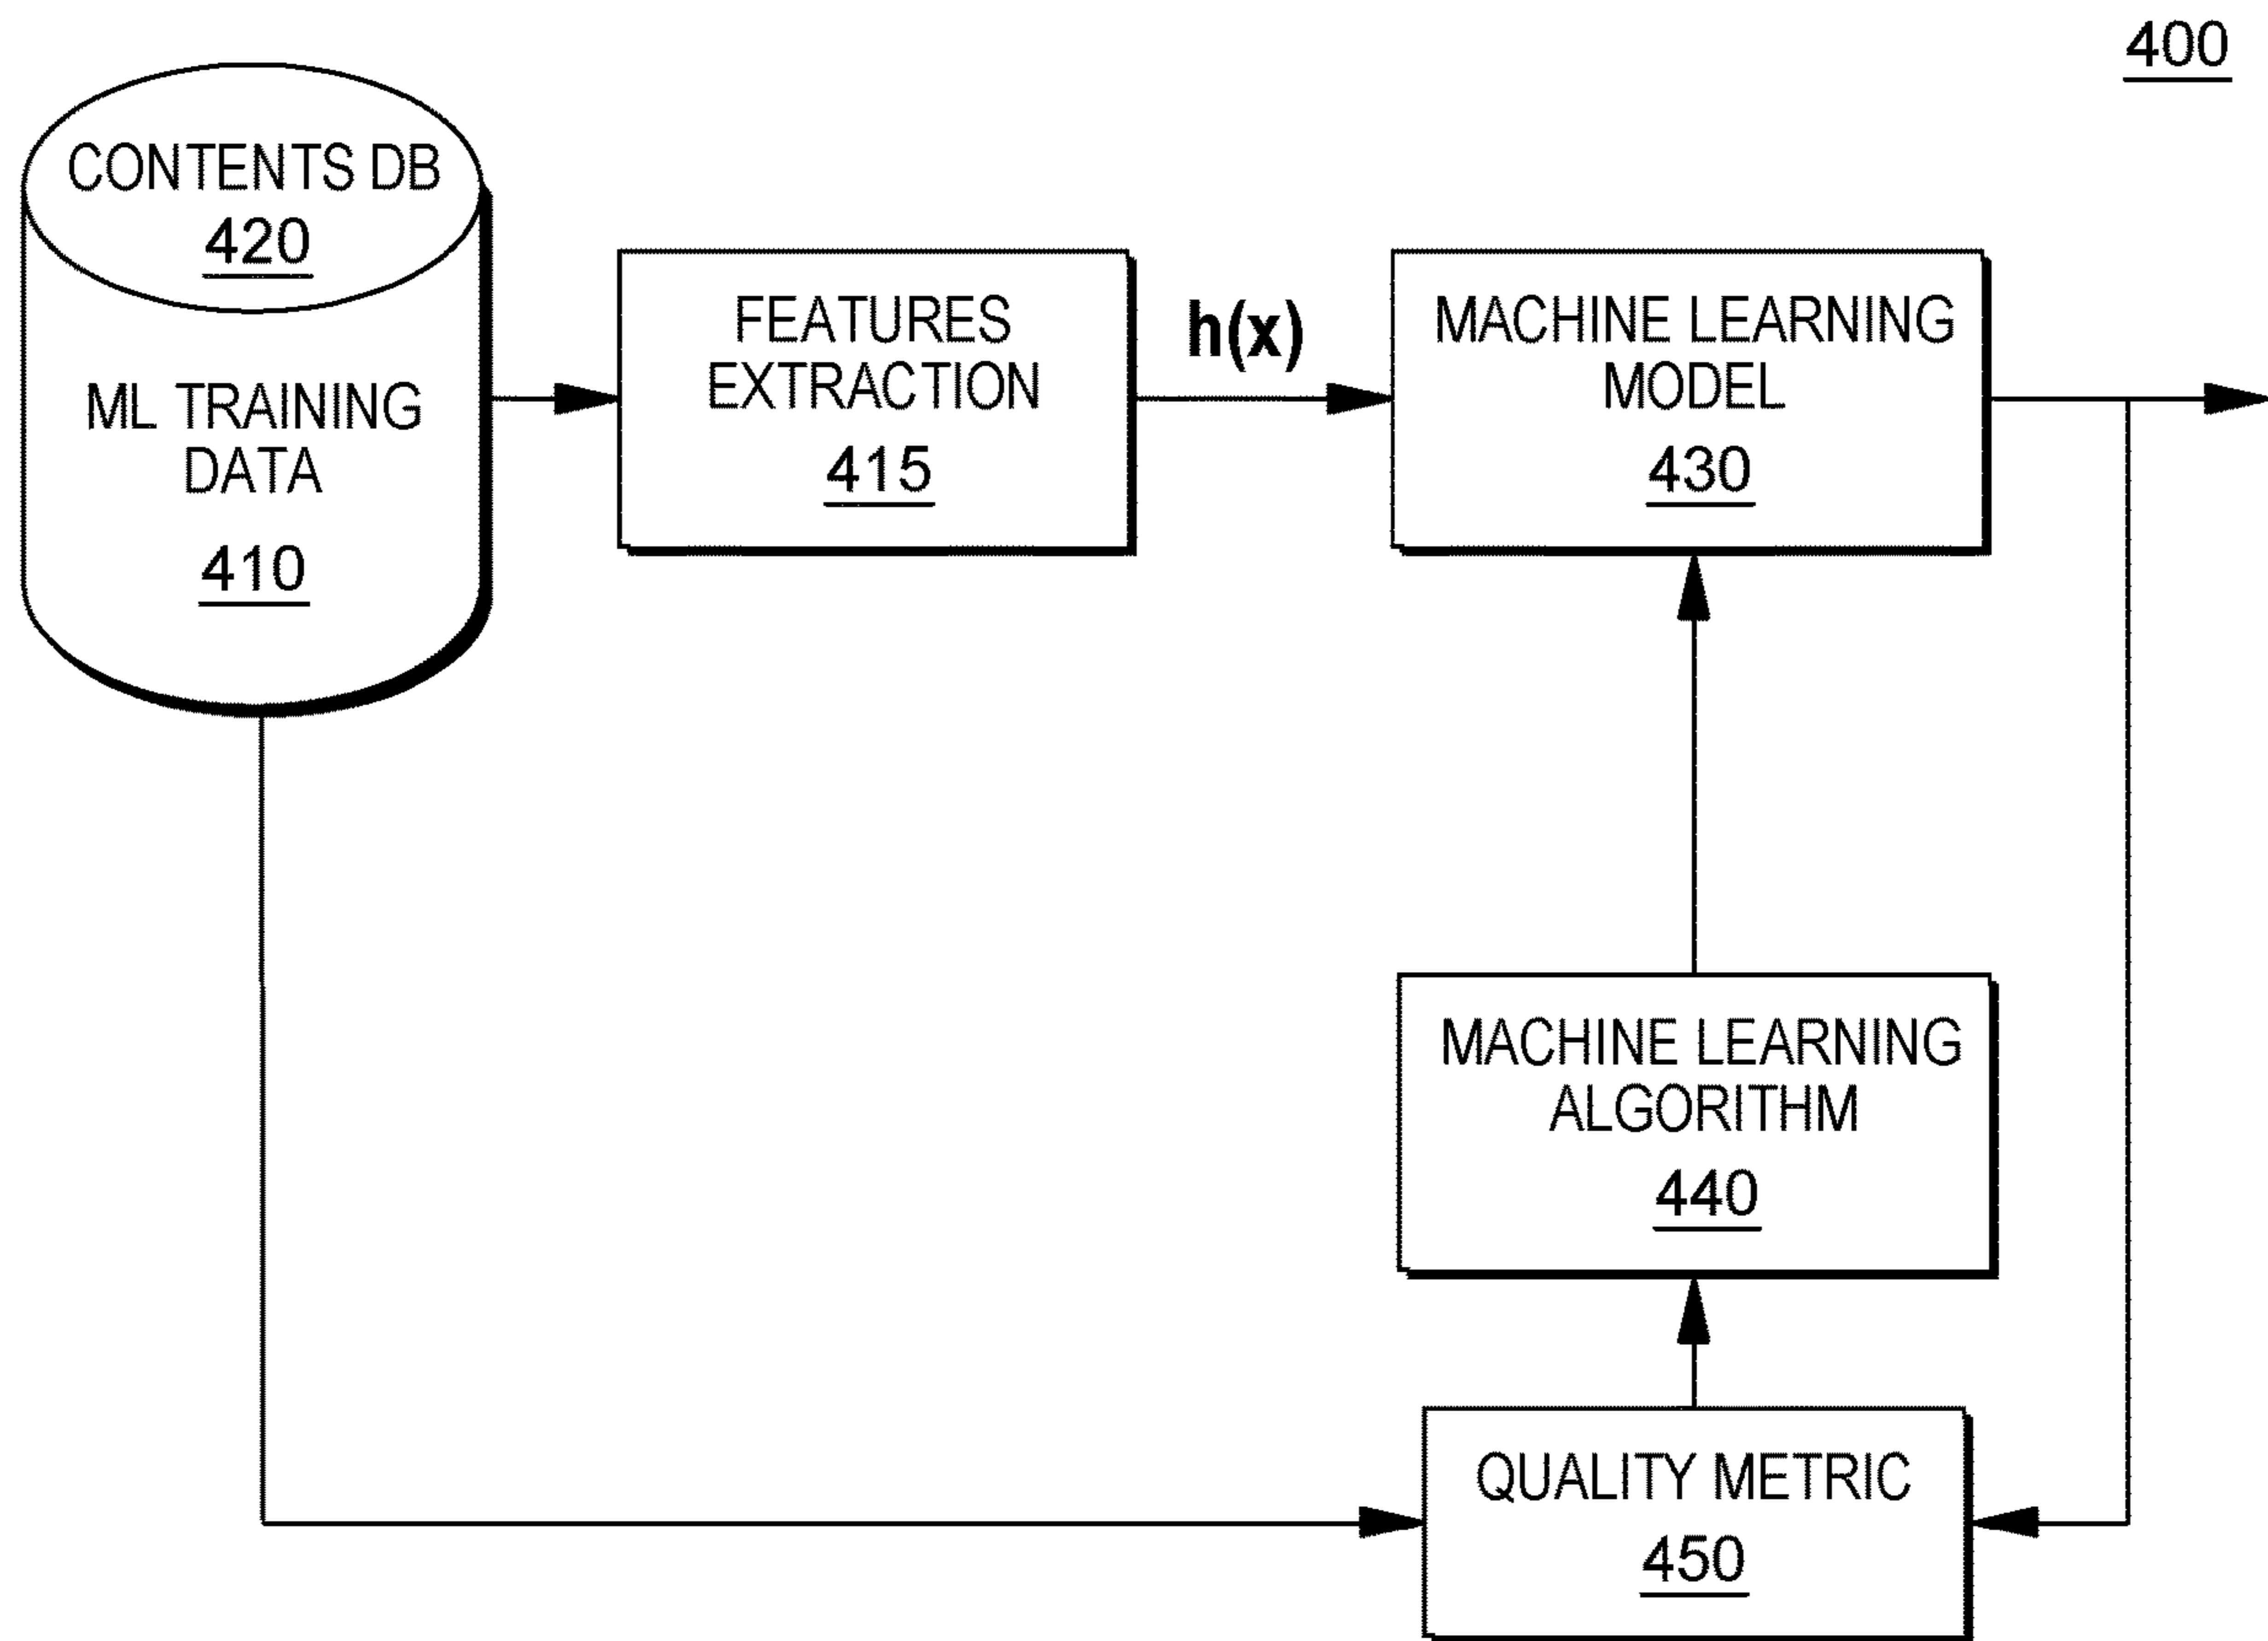 400
CONTENTS DB
420
ML TRAINING
DATA
410
FEATURES
EXTRACTION
415
h(x)
MACHINE LEARNING
MODEL
430
MACHINE LEARNING
ALGORITHM
440
QUALITY METRIC
450